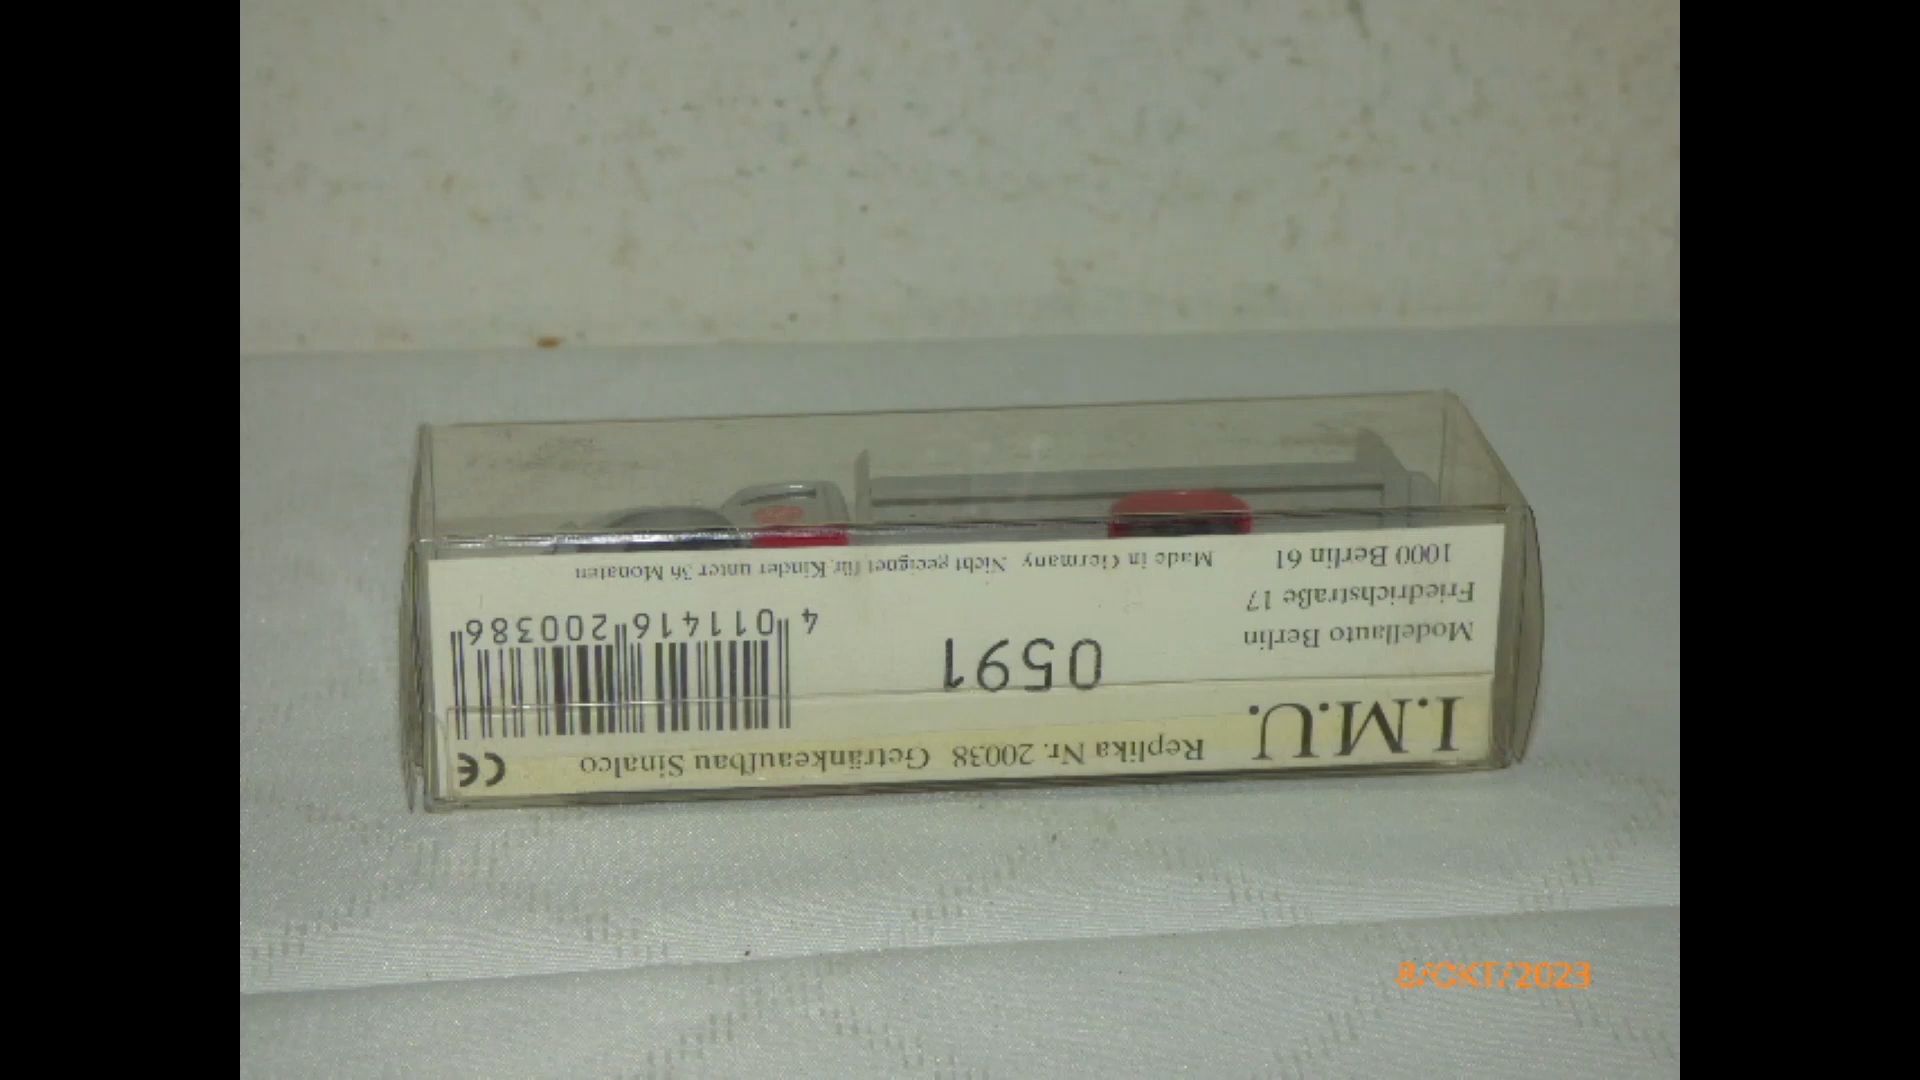 I.M.U. Replika Nr. 20038 Getränkeaufbau Sinalco CE
Modellauto Berlin
Friedrichstraße 17
1000 Berlin 61
0591
4 011416 200386
Made in Germany Nicht geeignet für Kinder unter 36 Monaten
8/OKT/2023